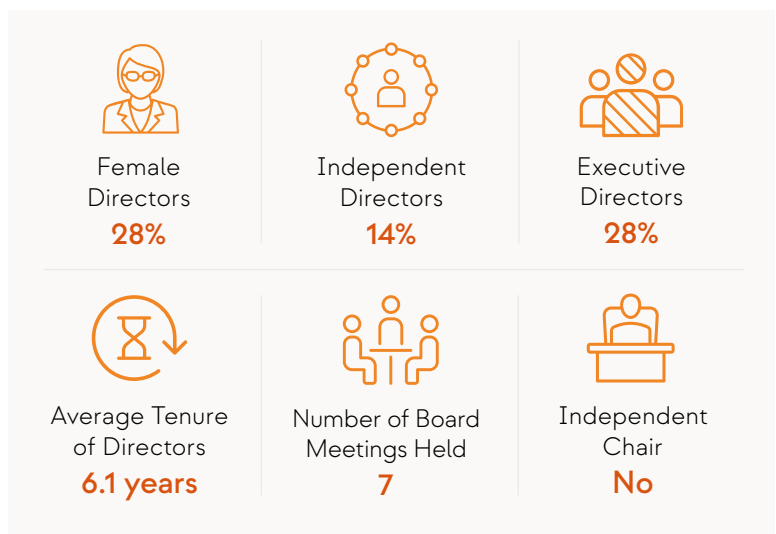 Female
Directors
28%
Independent
Directors
14%
Executive
Directors
28%
Average Tenure
of Directors
6.1 years
Number of Board
Meetings Held
7
Independent
Chair
No